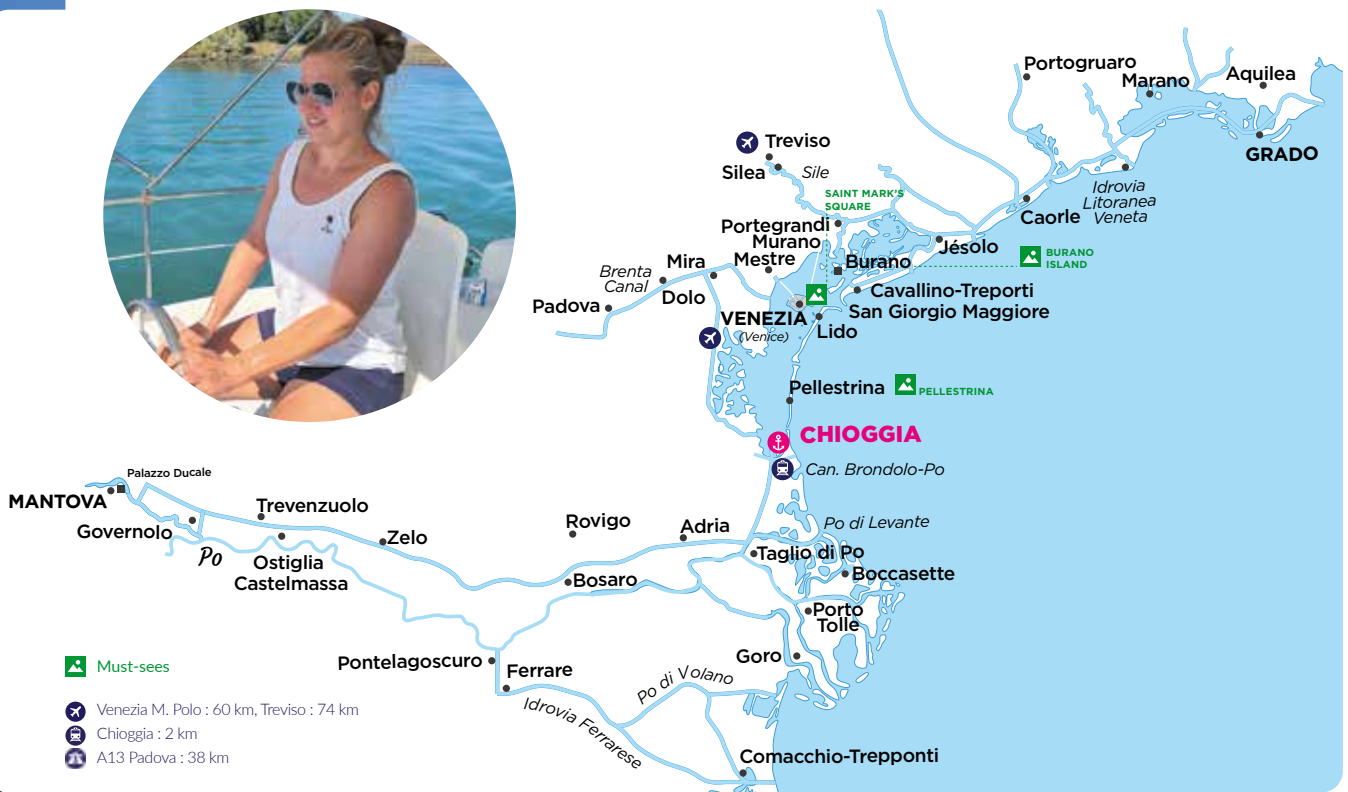 Portogruaro
Marano
Aquilea
GRADO
Treviso
Silea
Sile
SAINT MARK'S
SQUARE
Idrovia
Litoranea
Veneta
Caorle
Portegrandi
Murano
Mestre
Jésolo
BURANO
ISLAND
Burano
Mira
Brenta
Canal
Dolo
Padova
Cavallino-Treporti
San Giorgio Maggiore
VENEZIA
(Venice)
Lido
Pellestrina
PELLESTRINA
CHIOGGIA
Can. Brondolo-Po
Palazzo Ducale
MANTOVA
Governolo
Trevenzuolo
Zelo
Rovigo
Adria
Po di Levante
Po
Ostiglia
Castelmassa
Taglio di Po
Boccasette
Bosaro
Porto
Tolle
Goro
Pontelagoscuro
Ferrare
Po di Volano
Idrovia Ferrarese
Comacchio-Trepponti
Must-sees
Venezia M. Polo : 60 km, Treviso : 74 km
Chioggia : 2 km
A13 Padova : 38 km